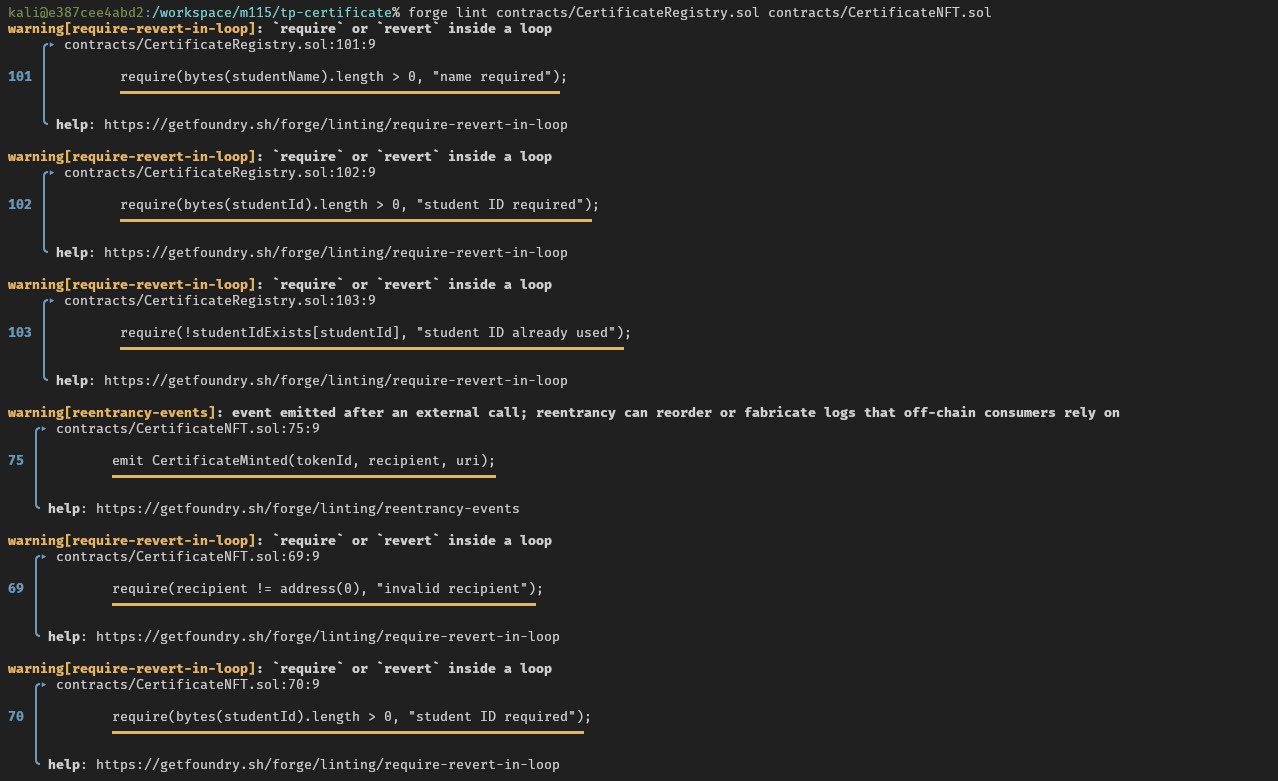 kali@e387cee4abd2:/workspace/m115/tp-certificate% forge lint contracts/CertificateRegistry.sol contracts/CertificateNFT.sol
warning[require-revert-in-loop]: `require` or `revert` inside a loop
contracts/CertificateRegistry.sol:101:9
101 require(bytes(studentName).length > 0, "name required");
help: https://getfoundry.sh/forge/linting/require-revert-in-loop
warning[require-revert-in-loop]: `require` or `revert` inside a loop
contracts/CertificateRegistry.sol:102:9
102 require(bytes(studentId).length > 0, "student ID required");
help: https://getfoundry.sh/forge/linting/require-revert-in-loop
warning[require-revert-in-loop]: `require` or `revert` inside a loop
contracts/CertificateRegistry.sol:103:9
103 require(!studentIdExists[studentId], "student ID already used");
help: https://getfoundry.sh/forge/linting/require-revert-in-loop
warning[reentrancy-events]: event emitted after an external call; reentrancy can reorder or fabricate logs that off-chain consumers rely on
contracts/CertificateNFT.sol:75:9
75 emit CertificateMinted(tokenId, recipient, uri);
help: https://getfoundry.sh/forge/linting/reentrancy-events
warning[require-revert-in-loop]: `require` or `revert` inside a loop
contracts/CertificateNFT.sol:69:9
69 require(recipient != address(0), "invalid recipient");
help: https://getfoundry.sh/forge/linting/require-revert-in-loop
warning[require-revert-in-loop]: `require` or `revert` inside a loop
contracts/CertificateNFT.sol:70:9
70 require(bytes(studentId).length > 0, "student ID required");
help: https://getfoundry.sh/forge/linting/require-revert-in-loop